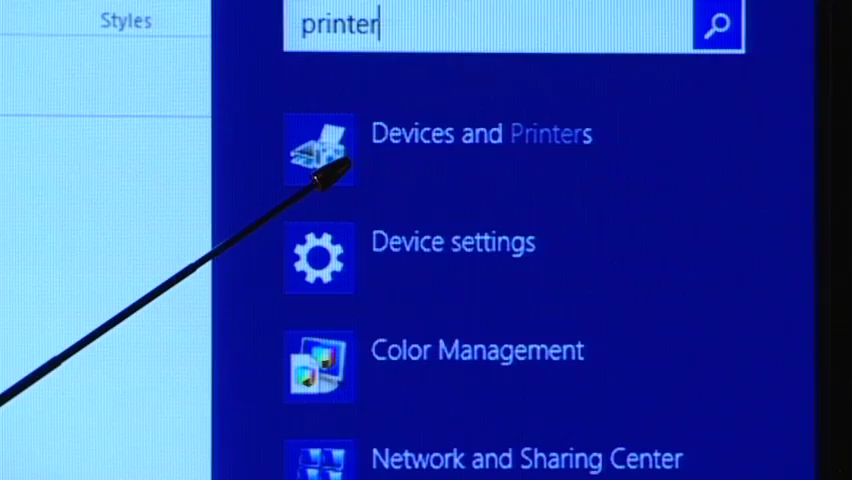 Styles
printer
Devices and Printers
Device settings
Color Management
Network and Sharing Center